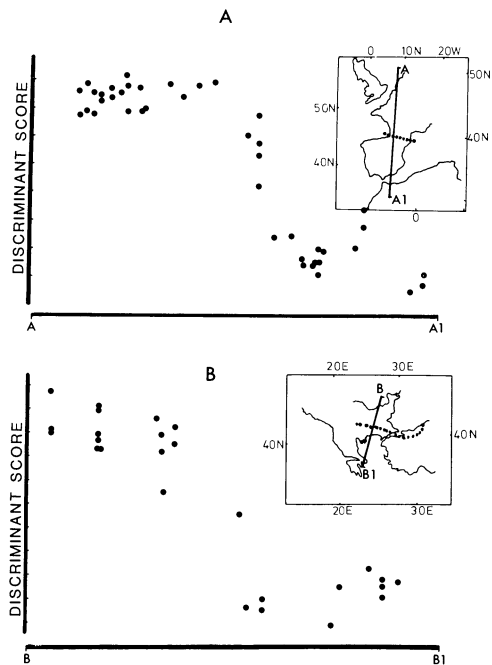 A
DISCRIMINANT SCORE
0 10N 20W
50N
50N
40N
40N
A
A1
0
A A1
B
DISCRIMINANT SCORE
20E 30E
40N
40N
B
B1
20E 30E
B B1